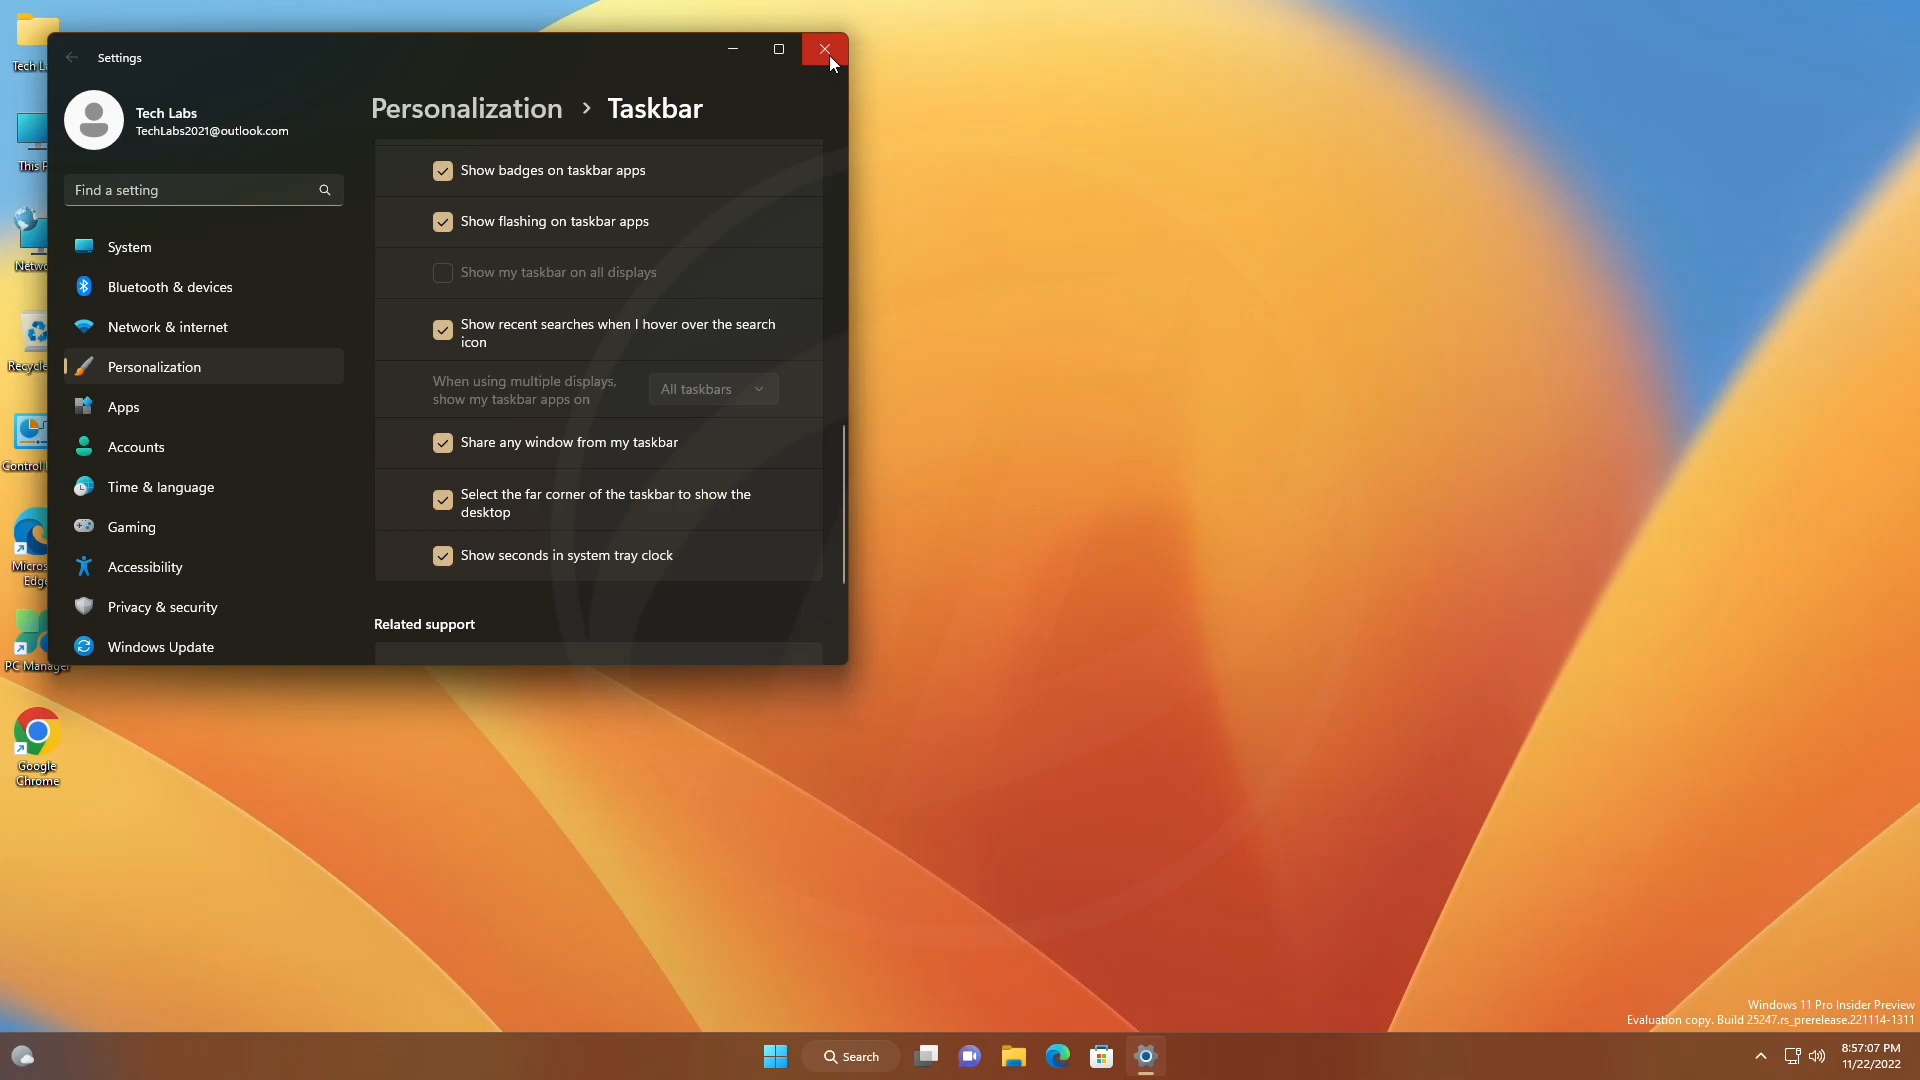 Settings
Tech Labs
TechLabs2021@outlook.com
Find a setting
System
Bluetooth & devices
Network & internet
Personalization
Apps
Accounts
Time & language
Gaming
Accessibility
Privacy & security
Windows Update
Personalization > Taskbar
Show badges on taskbar apps
Show flashing on taskbar apps
Show my taskbar on all displays
Show recent searches when I hover over the search
icon
When using multiple displays,
show my taskbar apps on
All taskbars
Share any window from my taskbar
Select the far corner of the taskbar to show the
desktop
Show seconds in system tray clock
Related support
Tech
This
Recycle
Control
Edge
PC Manager
Google
Chrome
Windows 11 Pro Insider Preview
Evaluation copy. Build 25247.rs_prerelease.221114-1311
Search
8:57:07 PM
11/22/2022